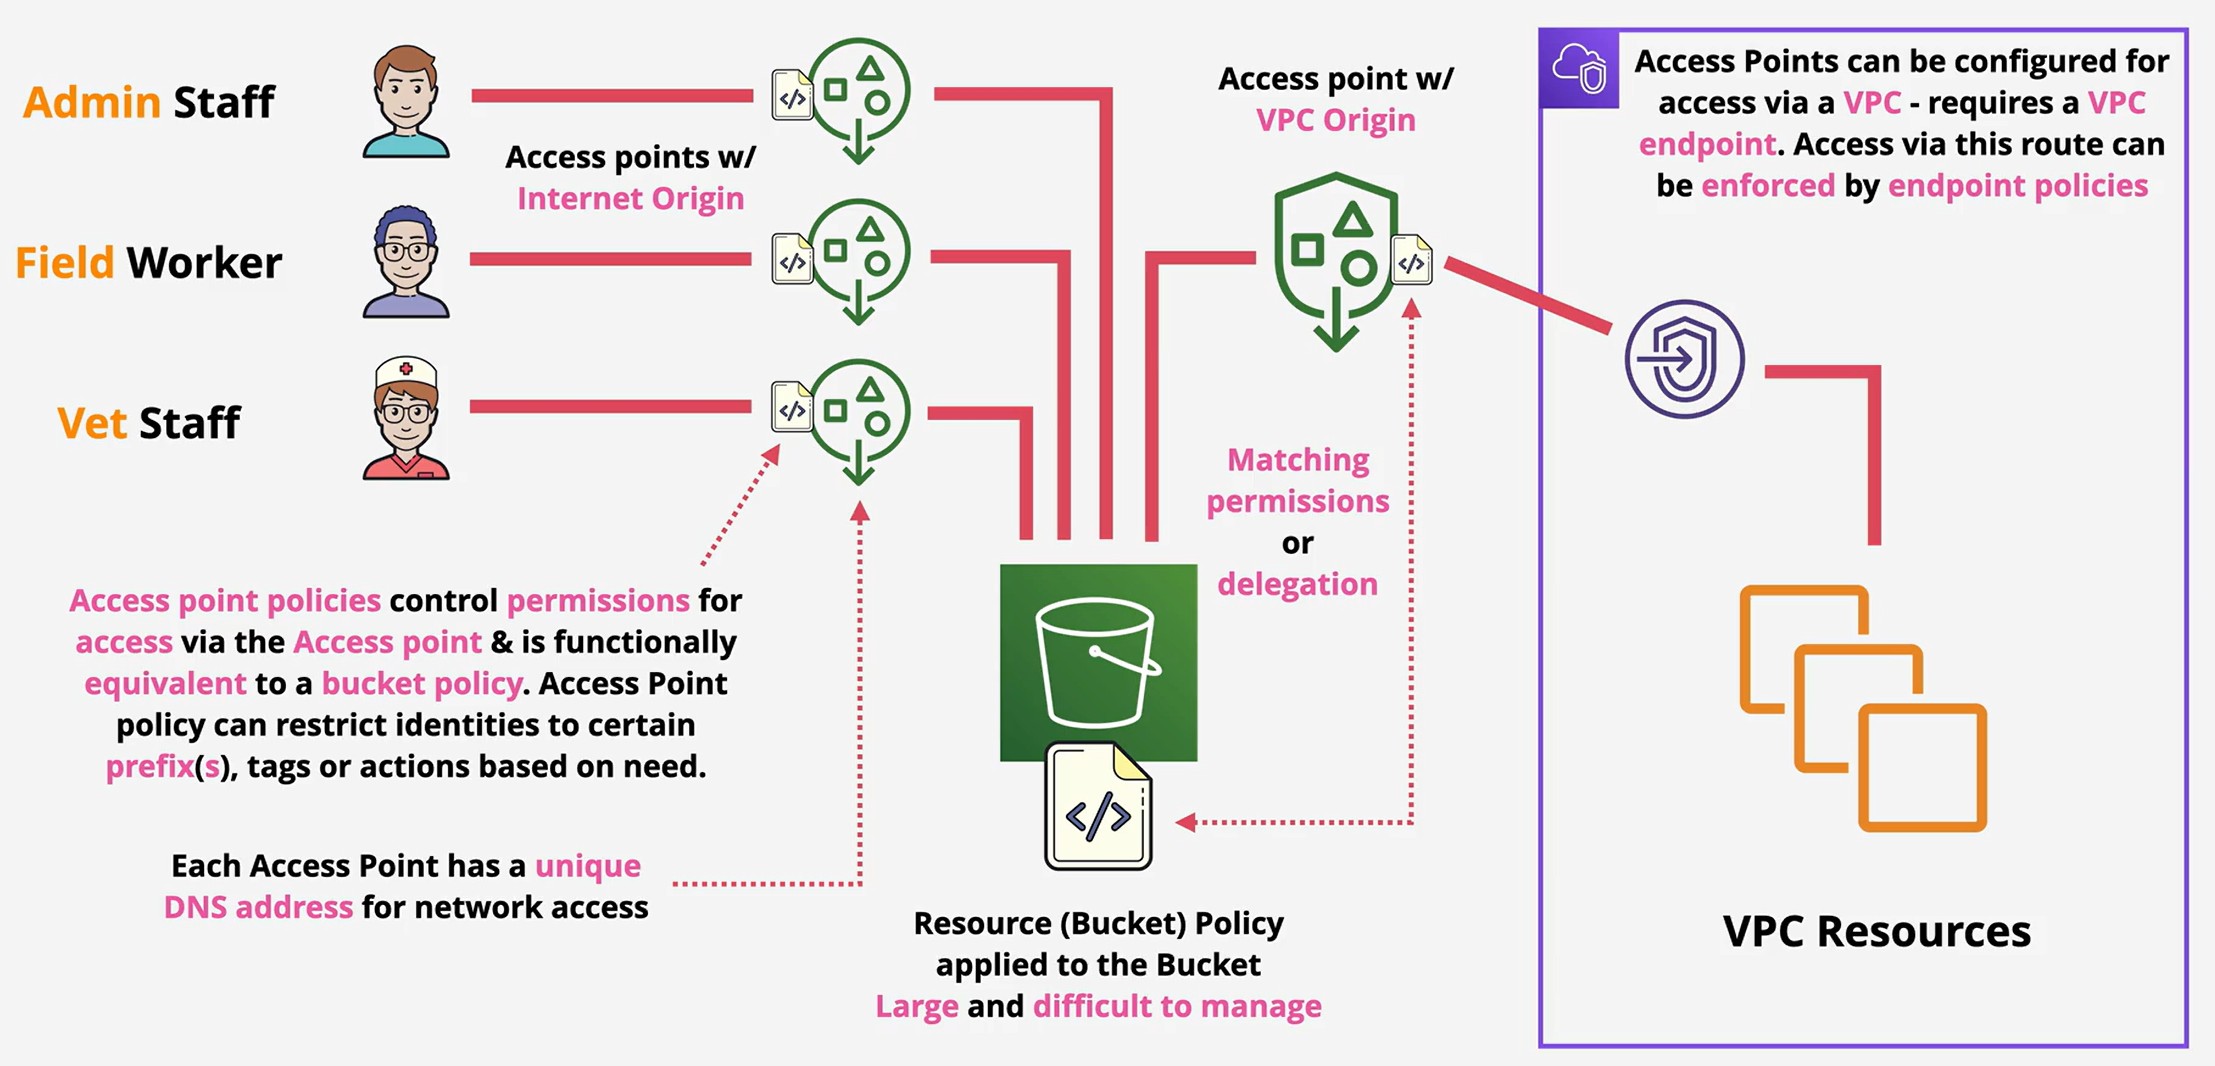 Admin Staff
Access points w/
Internet Origin
Field Worker
Vet Staff
Access point policies control permissions for
access via the Access point & is functionally
equivalent to a bucket policy. Access Point
policy can restrict identities to certain
prefix(s), tags or actions based on need.
Each Access Point has a unique
DNS address for network access
Access point w/
VPC Origin
Matching
permissions
or
delegation
</>
</>
</>
</>
</>
Resource (Bucket) Policy
applied to the Bucket
Large and difficult to manage
Access Points can be configured for
access via a VPC - requires a VPC
endpoint. Access via this route can
be enforced by endpoint policies
VPC Resources